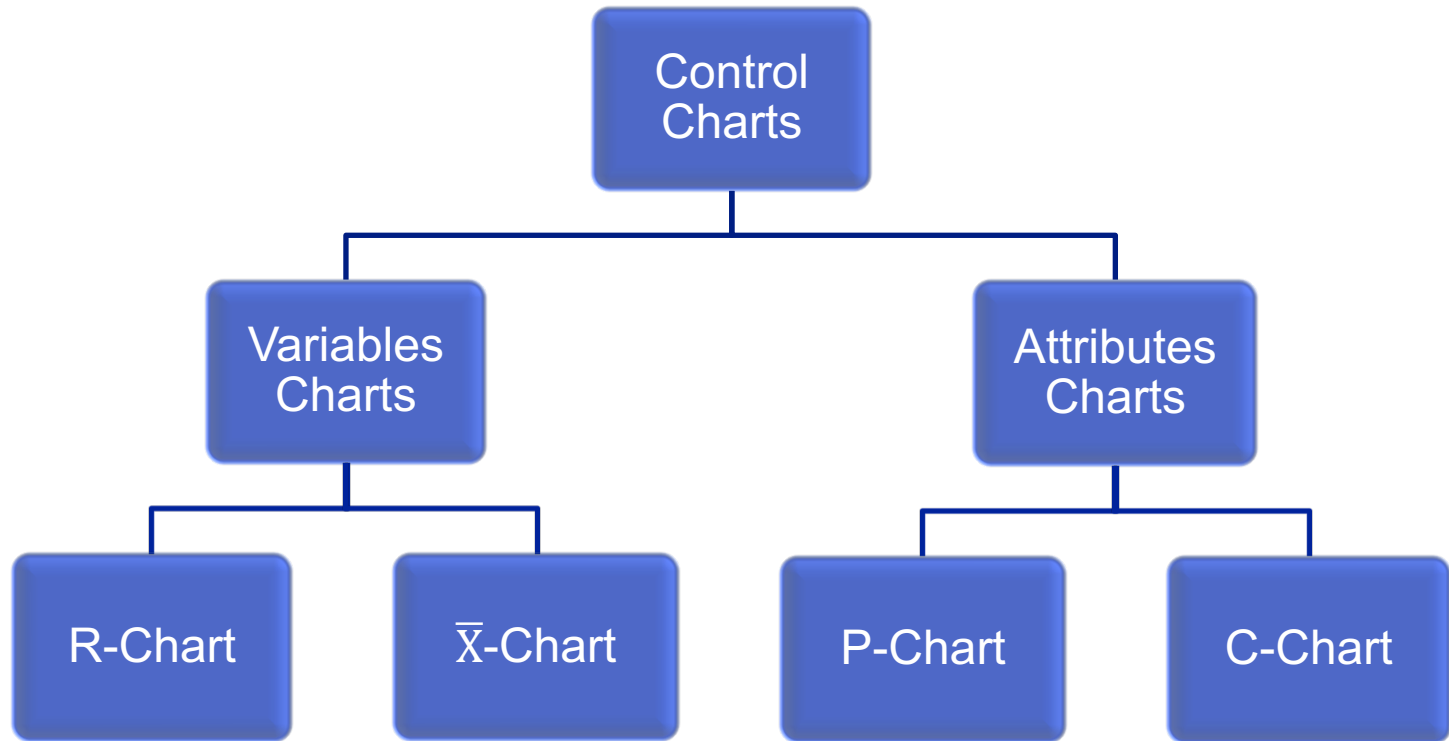 Control
Charts
Variables
Charts
Attributes
Charts
R-Chart
X̅-Chart
P-Chart
C-Chart